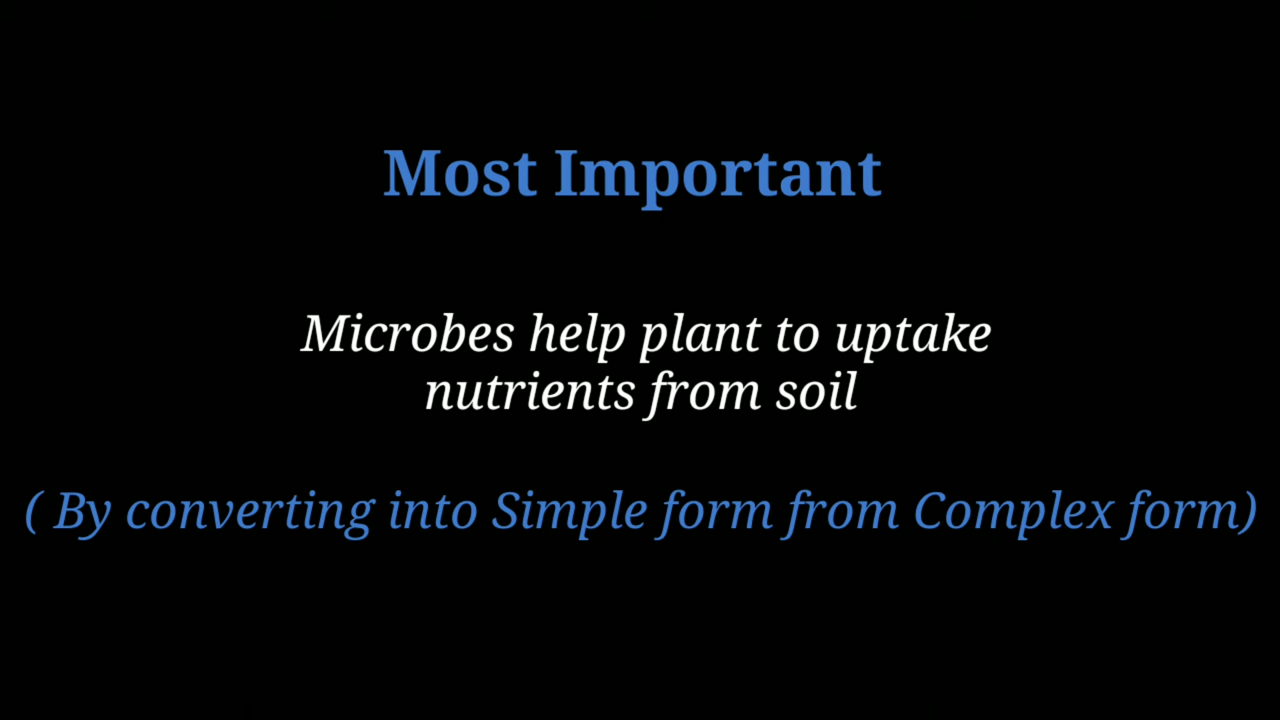 Most Important
Microbes help plant to uptake
nutrients from soil
( By converting into Simple form from Complex form)